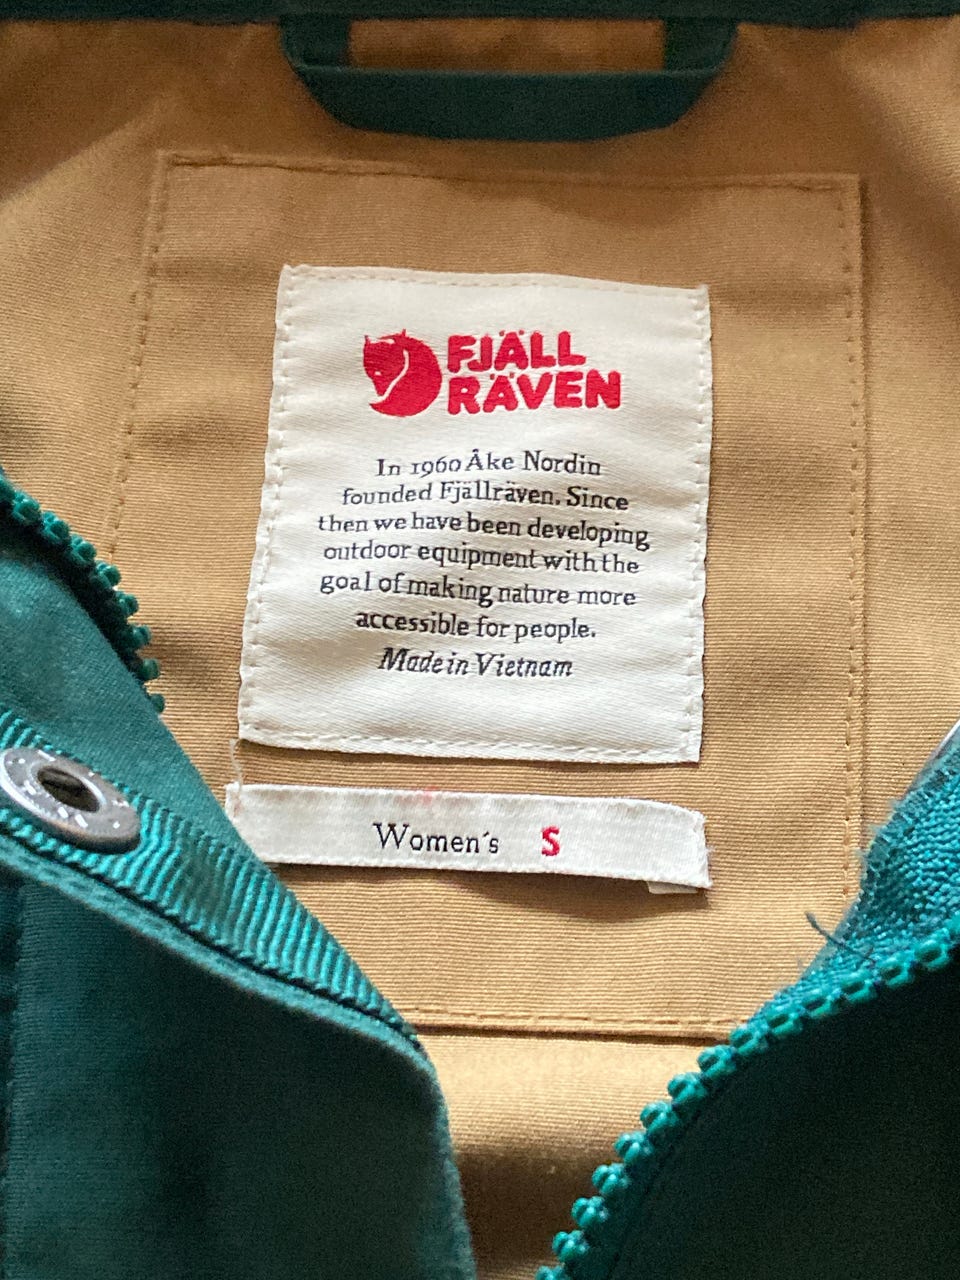 FJÄLL
RÄVEN
In 1960 Åke Nordin
founded Fjällräven. Since
then we have been developing
outdoor equipment with the
goal of making nature more
accessible for people.
Made in Vietnam
Women´s S